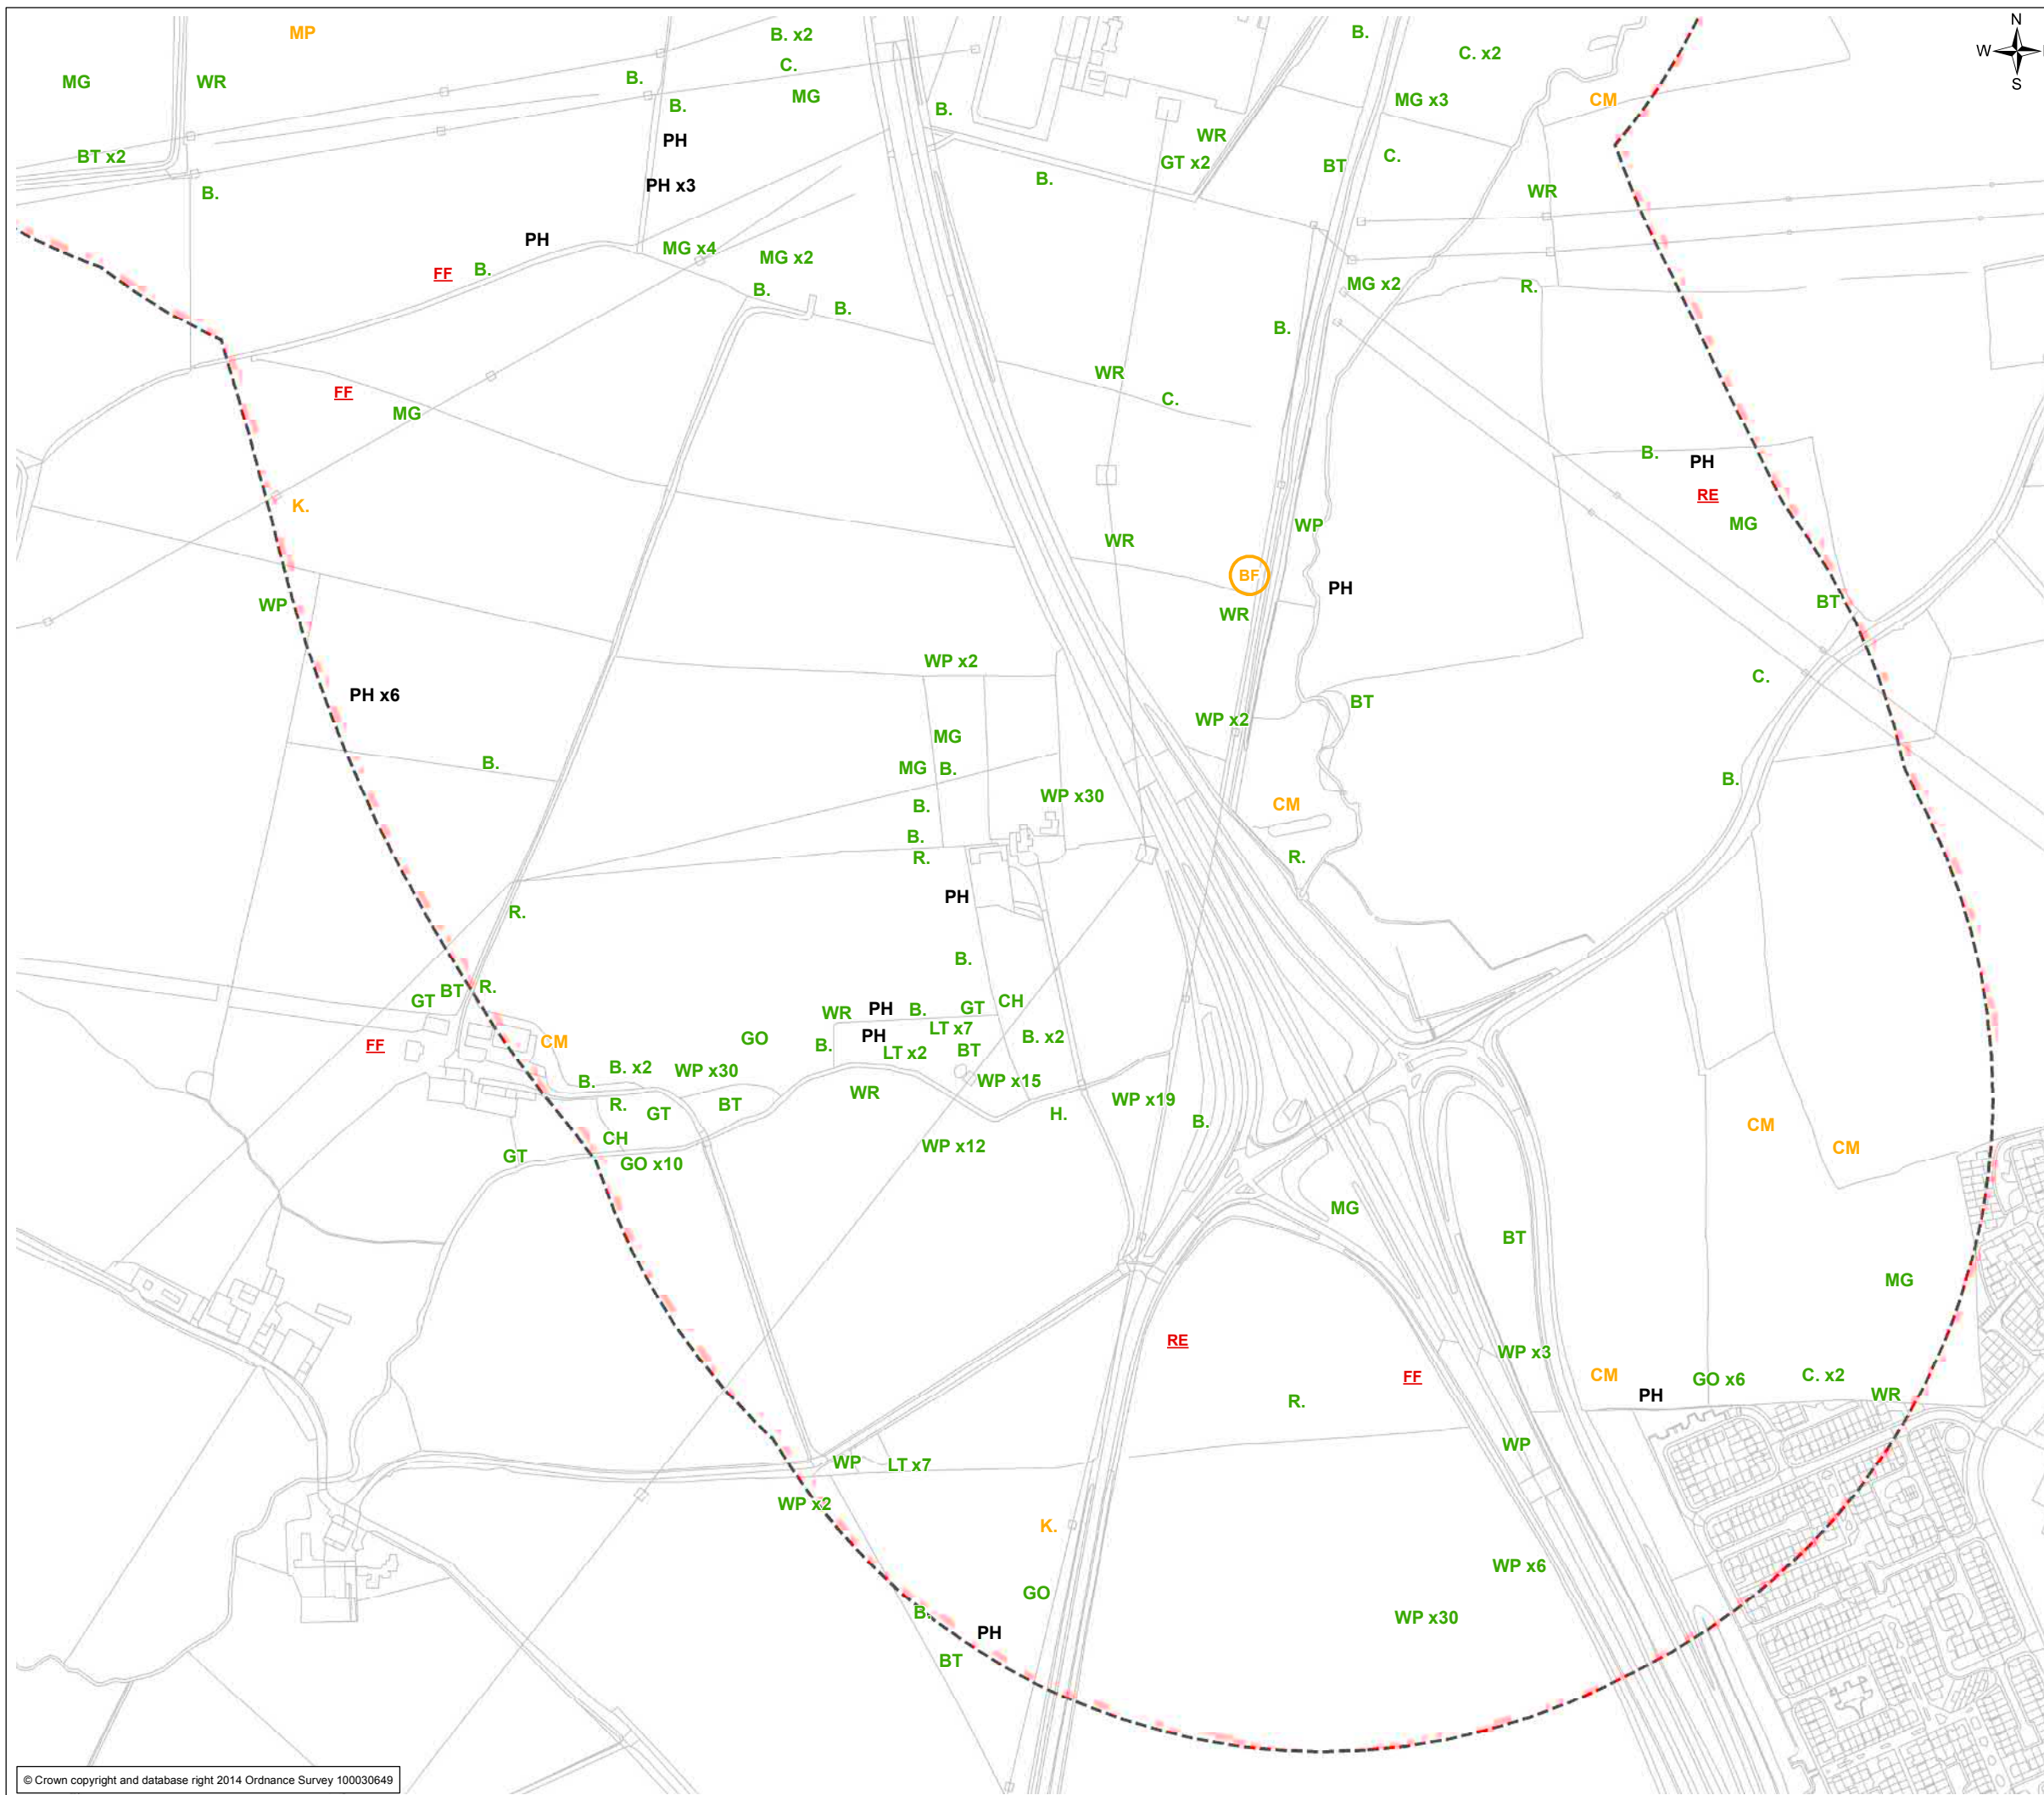 N
MP
B. x2
B.
C. x2
W
S
C.
MG
WR
B.
MG
B.
B.
MG x3
CM
PH
WR
BT x2
GT x2
BT
C.
B.
PH x3
B.
WR
PH
MG x4
MG x2
FF
B.
B.
B.
MG x2
R.
B.
FF
MG
WR
C.
B.
PH
RE
MG
K.
WR
WP
BF
PH
WP
WR
BT
WP x2
C.
PH x6
BT
WP x2
MG
B.
MG
B.
B.
B.
WP x30
CM
B.
R.
R.
PH
R.
B.
BT
R.
GT
WR
PH
B.
GT
CH
FF
CM
GO
B.
PH
LT x7
LT x2
BT
B. x2
B.
B. x2
WP x30
WP x15
R.
GT
BT
WR
H.
WP x19
B.
CH
GT
GO x10
WP x12
CM
CM
MG
BT
MG
RE
WP x3
FF
CM
PH
GO x6
C. x2
WR
R.
WP
WP
LT x7
WP x2
K.
WP x6
GO
WP x30
B.
PH
BT
© Crown copyright and database right 2014 Ordnance Survey 100030649